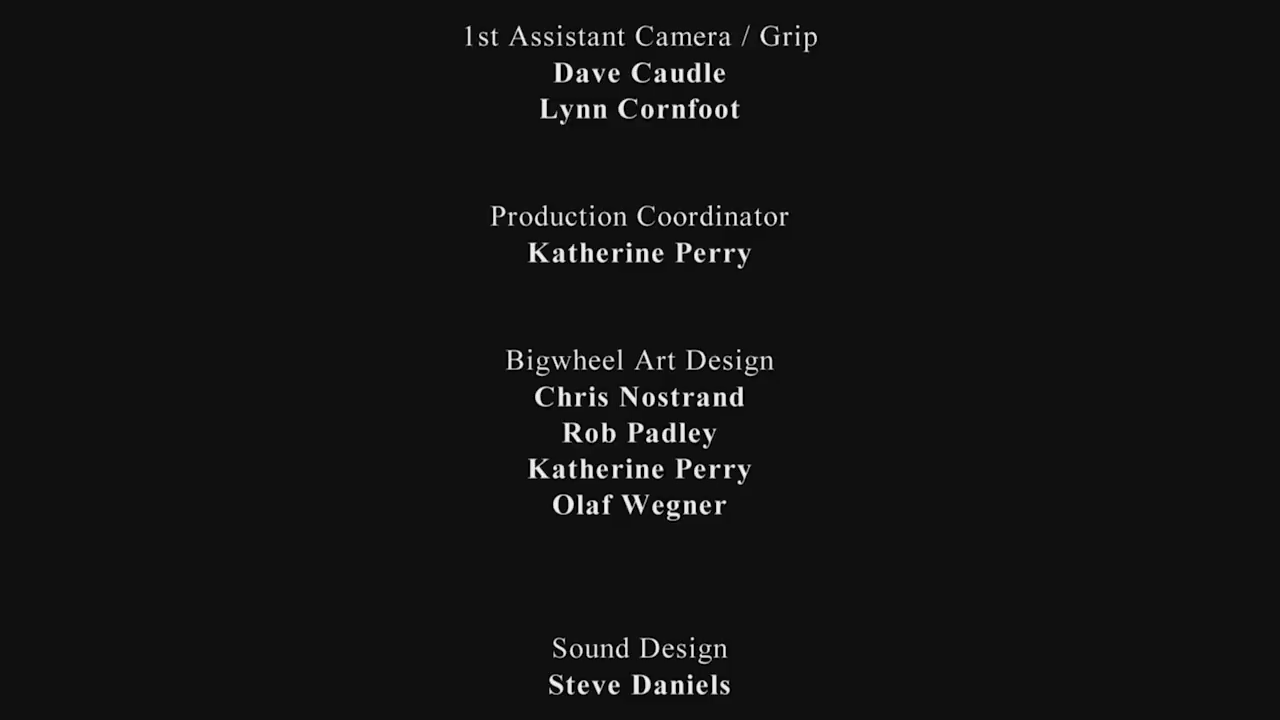 1st Assistant Camera / Grip
Dave Caudle
Lynn Cornfoot
Production Coordinator
Katherine Perry
Bigwheel Art Design
Chris Nostrand
Rob Padley
Katherine Perry
Olaf Wegner
Sound Design
Steve Daniels